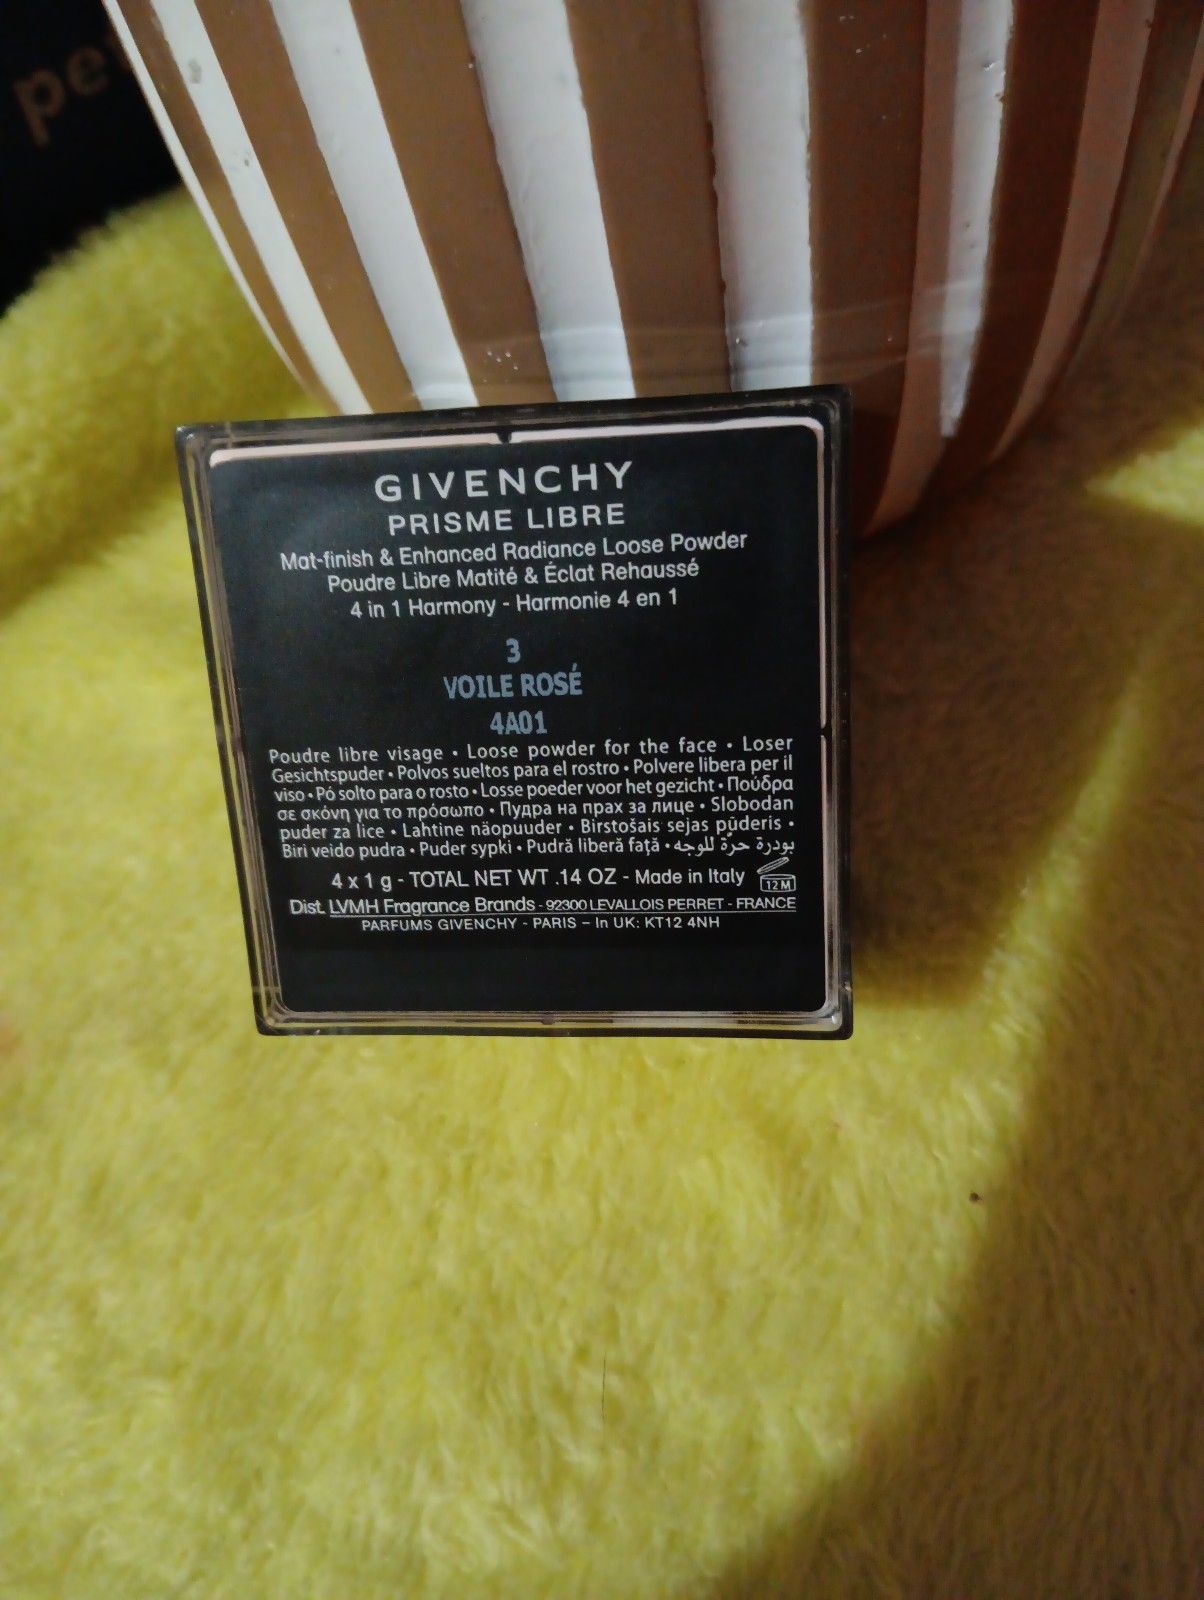 pet
GIVENCHY
PRISME LIBRE
Mat-finish & Enhanced Radiance Loose Powder
Poudre Libre Matité & Éclat Rehaussé
4 in 1 Harmony - Harmonie 4 en 1
3
VOILE ROSÉ
4A01
Poudre libre visage • Loose powder for the face • Loser
Gesichtspuder • Polvos sueltos para el rostro • Polvere libera per il
viso • Pó solto para o rosto • Losse poeder voor het gezicht • Πούδρα
σε σκόνη για το πρόσωπο • Пудра на прах за лице • Slobodan
puder za lice • Lahtine näopuuder • Birstošais sejas pūderis •
Biri veido pudra • Puder sypki • Pudră liberă față • بودرة حرّة للوجه
4 x 1 g - TOTAL NET WT .14 OZ - Made in Italy 12 M
Dist. LVMH Fragrance Brands - 92300 LEVALLOIS PERRET - FRANCE
PARFUMS GIVENCHY - PARIS – In UK: KT12 4NH